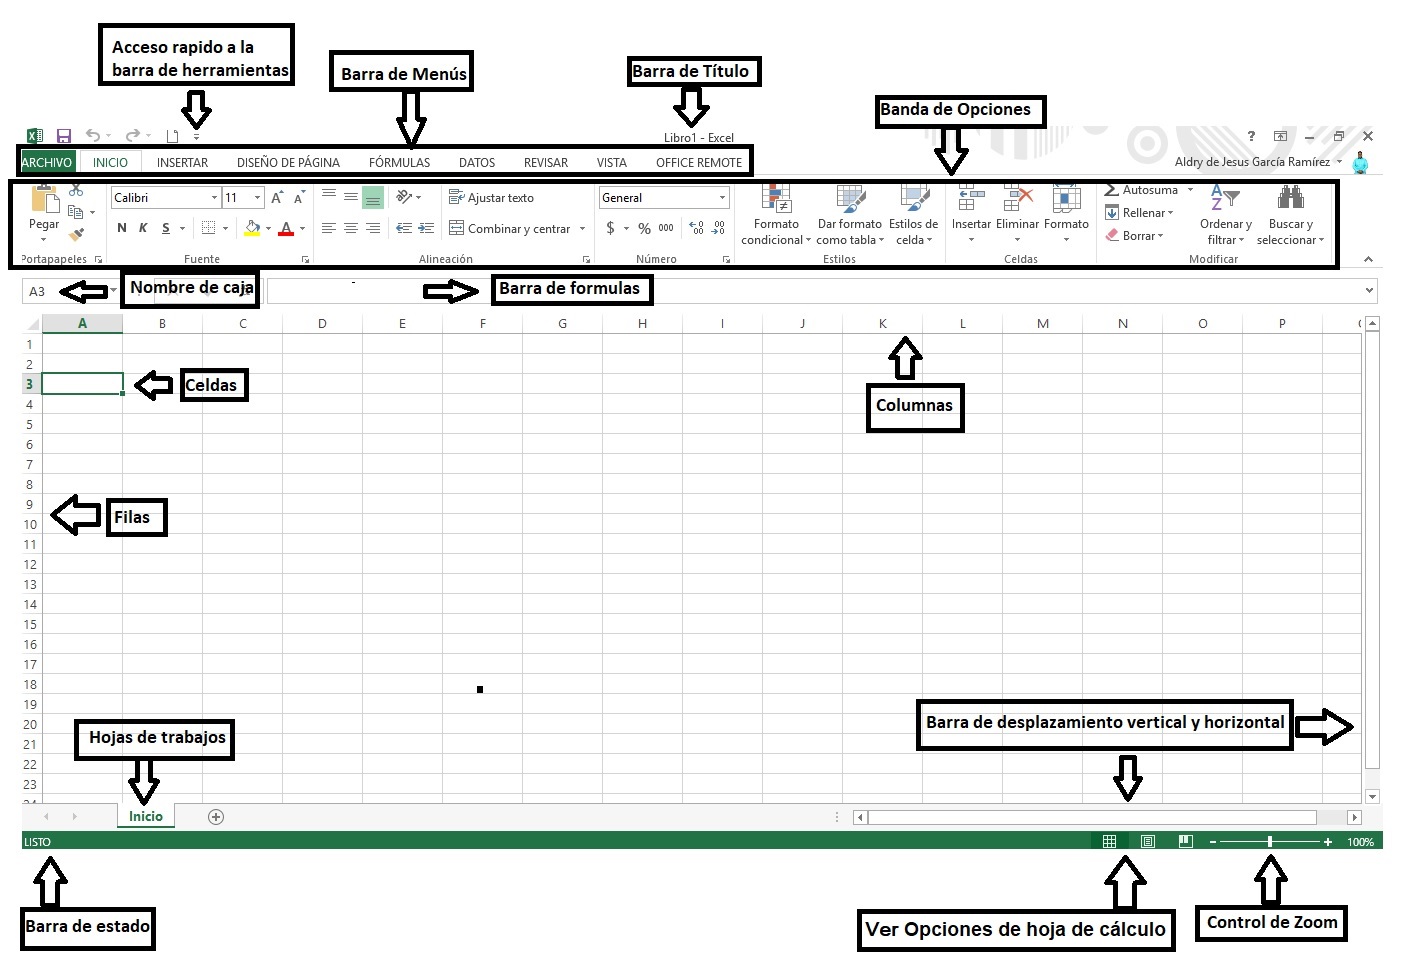 Acceso rapido a la
barra de herramientas
Barra de Menús
Barra de Título
Banda de Opciones
Libro1 - Excel
?
ARCHIVO INICIO INSERTAR DISEÑO DE PÁGINA FÓRMULAS DATOS REVISAR VISTA OFFICE REMOTE
Aldry de Jesus García Ramírez
Pegar
Portapapeles
Calibri 11 A A
N K S A
Fuente
Ajustar texto
Combinar y centrar
Alineación
General
$ % 000
Número
Formato
condicional
Dar formato
como tabla
Estilos de
celda
Estilos
Insertar Eliminar Formato
Celdas
Autosuma
Rellenar
Borrar
Ordenar y
filtrar
Buscar y
seleccionar
Modificar
A3
Nombre de caja
Barra de formulas
A B C D E F G H I J K L M N O P
1
2
3
Celdas
4
Columnas
5
6
7
8
9
Filas
10
11
12
13
14
15
16
17
18
19
20
Barra de desplazamiento vertical y horizontal
Hojas de trabajos
21
22
23
24
Inicio
LISTO
100%
Barra de estado
Ver Opciones de hoja de cálculo
Control de Zoom